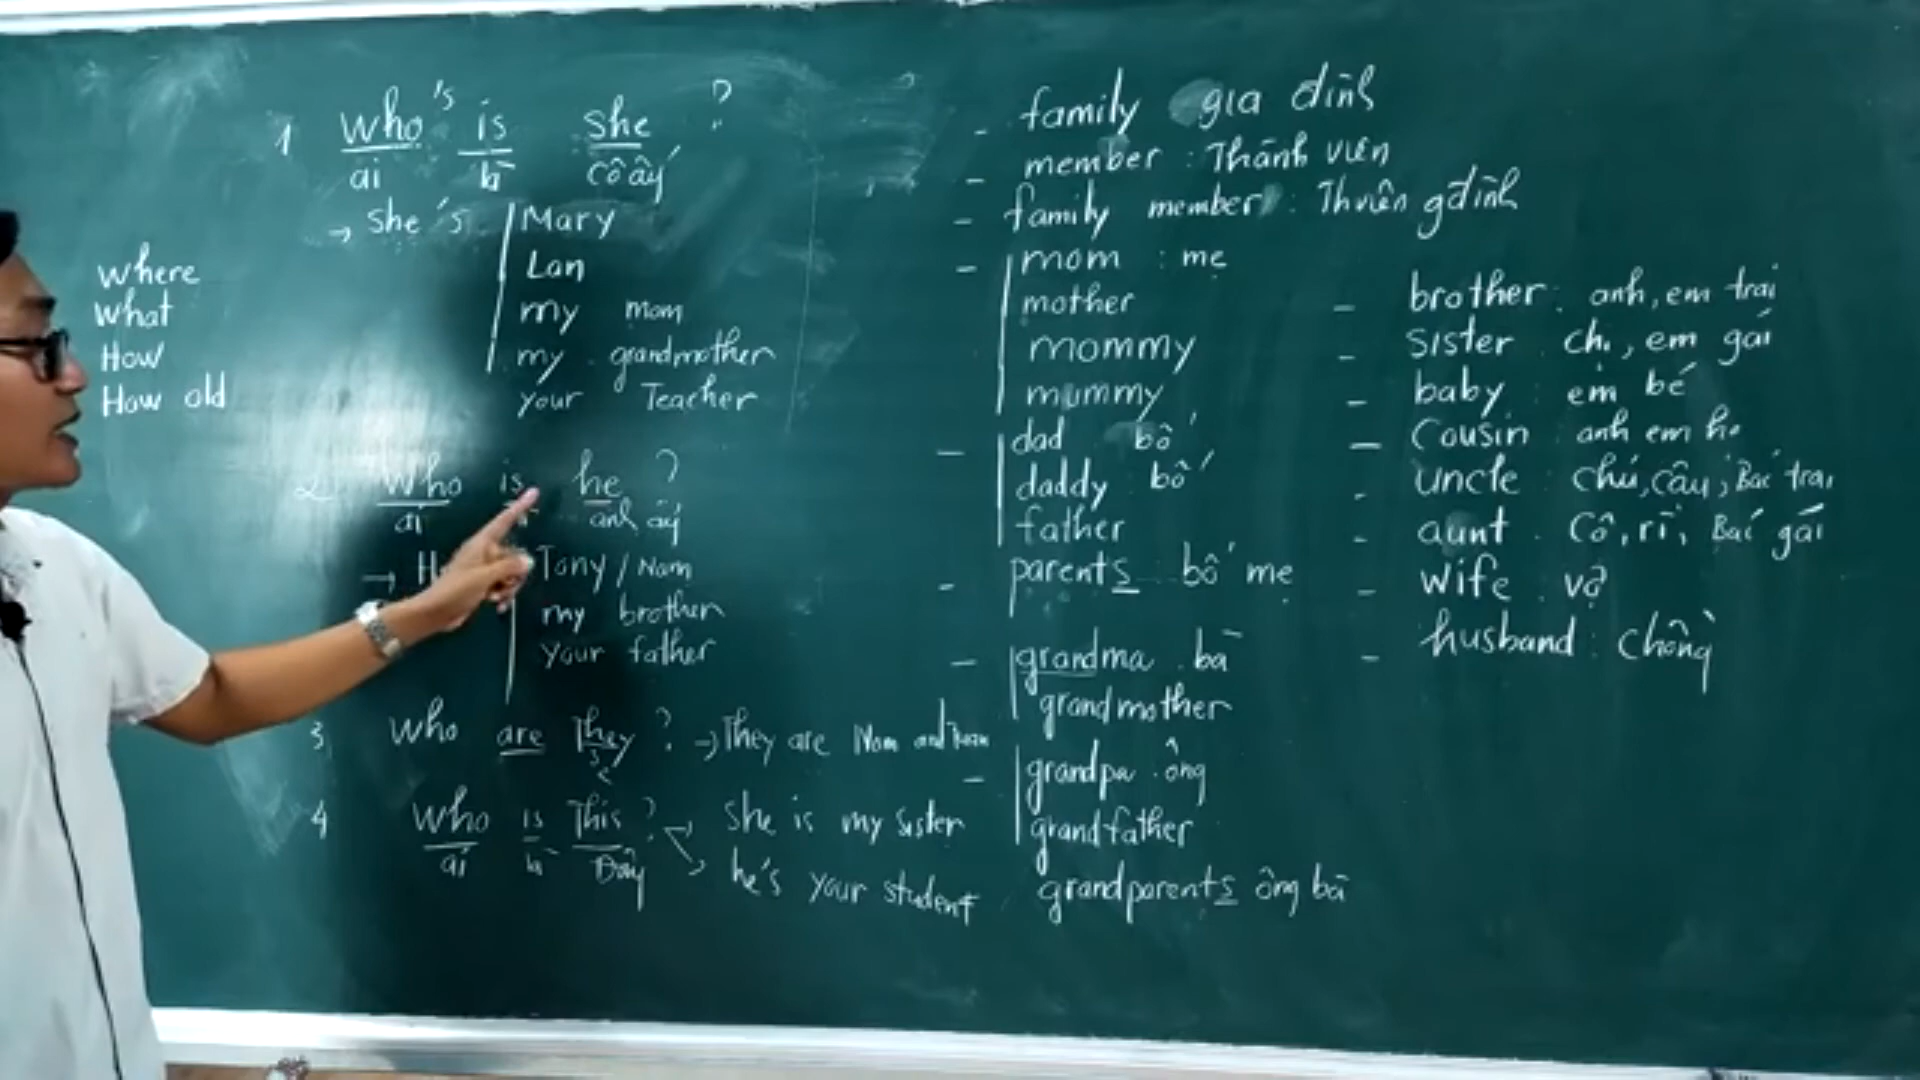 1 Who's is she ?
ai là cô ấy
→ she's Mary
Lan
my mom
my grandmother
your Teacher
Where
What
How
How old
2 Who is he ?
ai anh ấy
→ Tony / Nam
my brother
your father
3 Who are They ? → They are Nam and
4 Who is This ? she is my sister
ai là Đây he's your student
- family gia đình
- member : Thành viên
- family member : Thviên gđình
- mom : mẹ
mother
mommy
mummy
- dad bố
daddy bố
father
- parents bố mẹ
- grandma bà
grandmother
- grandpa ông
grandfather
grandparents ông bà
- brother : anh, em trai
- Sister chị, em gái
- baby : em bé
- Cousin anh em họ
- uncle chú, cậu, Bác trai
- aunt Cô, rì, Bác gái
- Wife vợ
- husband : chồng